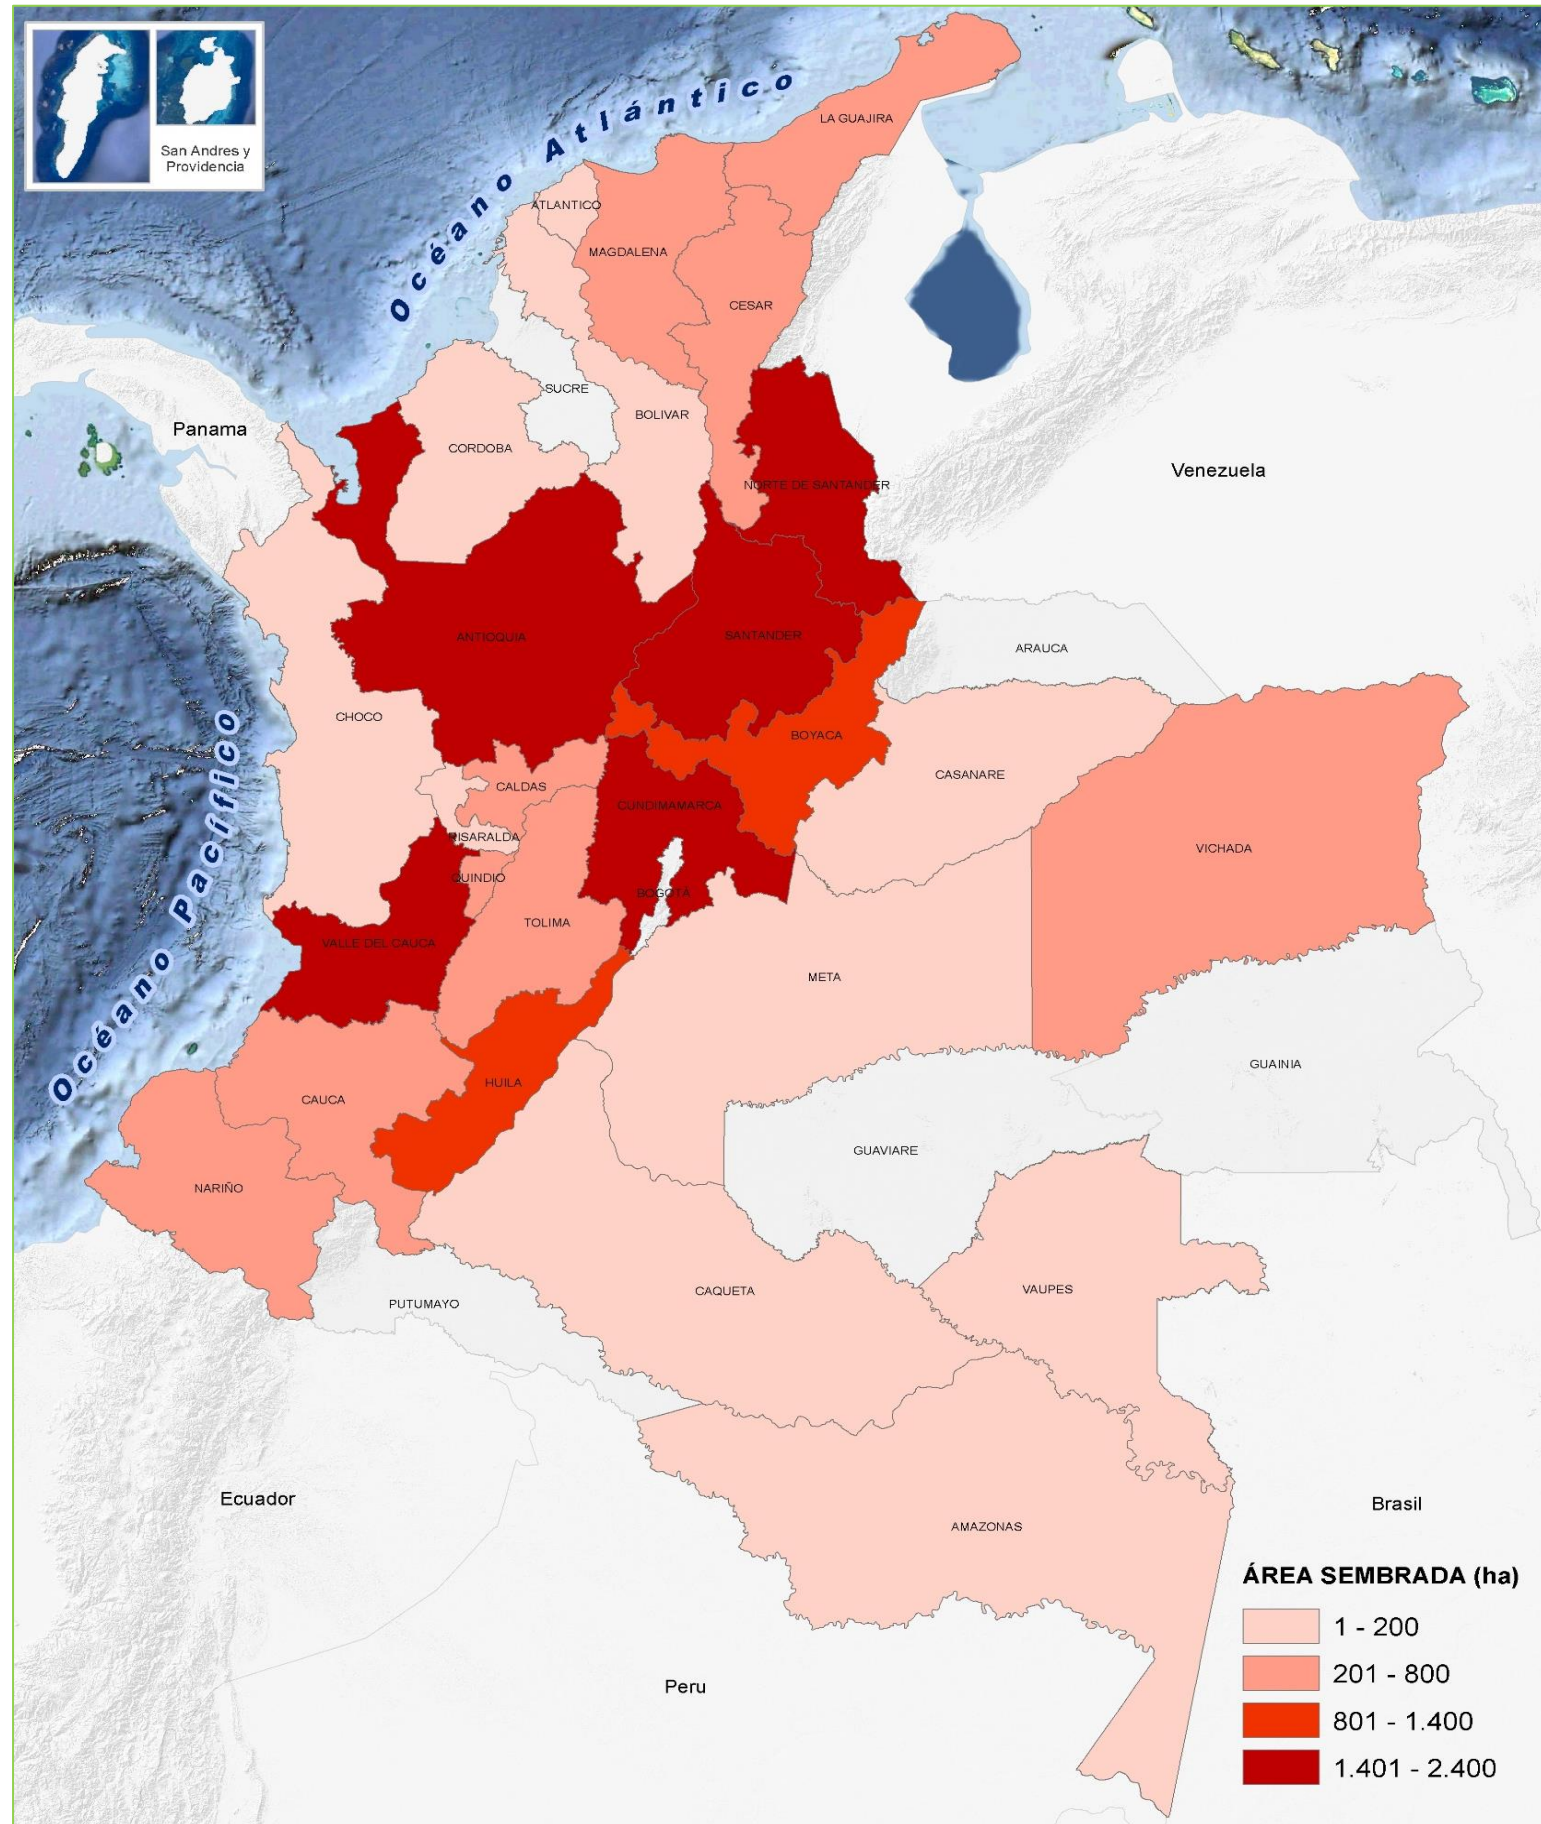 San Andres y
Providencia
Océano Atlántico
LA GUAJIRA
ATLANTICO
MAGDALENA
CESAR
SUCRE
BOLIVAR
Panama
CORDOBA
Venezuela
NORTE DE SANTANDER
ANTIOQUIA
SANTANDER
ARAUCA
CHOCO
BOYACA
CASANARE
CALDAS
CUNDIMAMARCA
RISARALDA
VICHADA
QUINDIO
BOGOTÁ
TOLIMA
VALLE DEL CAUCA
META
Océano Pacífico
GUAINIA
HUILA
CAUCA
GUAVIARE
NARIÑO
CAQUETA
VAUPES
PUTUMAYO
Ecuador
Brasil
AMAZONAS
Peru
ÁREA SEMBRADA (ha)
1 - 200
201 - 800
801 - 1.400
1.401 - 2.400